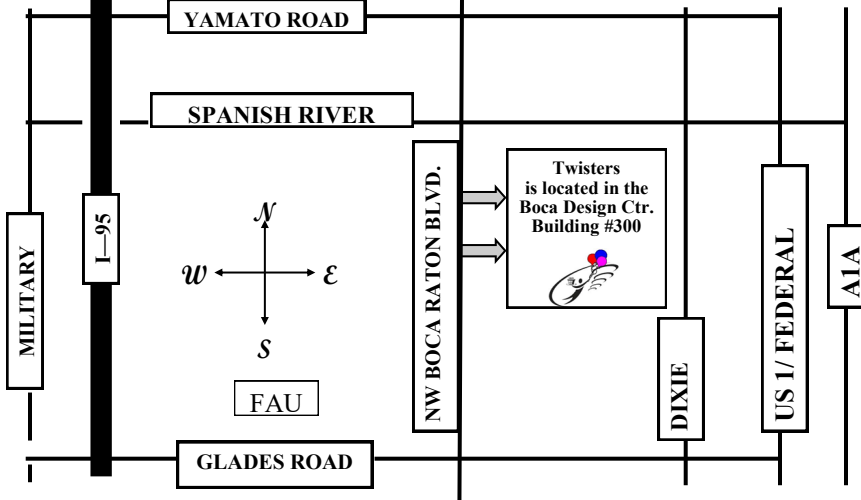 YAMATO ROAD
SPANISH RIVER
NW BOCA RATON BLVD.
Twisters
is located in the
Boca Design Ctr.
Building #300
I—95
N
W
E
S
MILITARY
US 1/ FEDERAL
A1A
DIXIE
FAU
GLADES ROAD